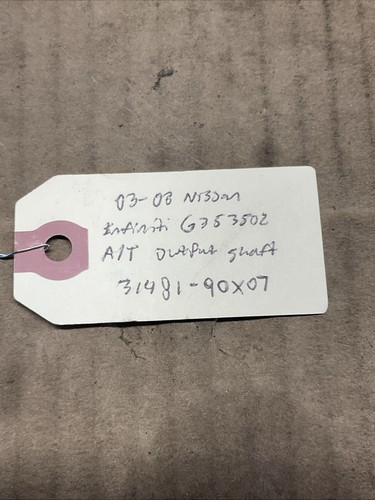 03-08 Nissan
Infiniti G35 350Z
A/T output shaft
31481-90X07